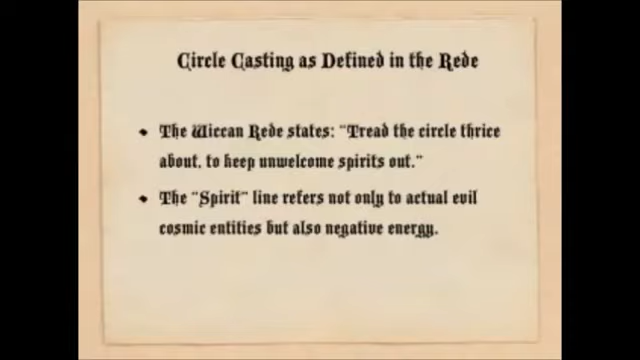 Circle Casting as Defined in the Rede
• The Wiccan Rede states: "Tread the circle thrice
about, to keep unwelcome spirits out."
• The "Spirit" line refers not only to actual evil
cosmic entities but also negative energy.